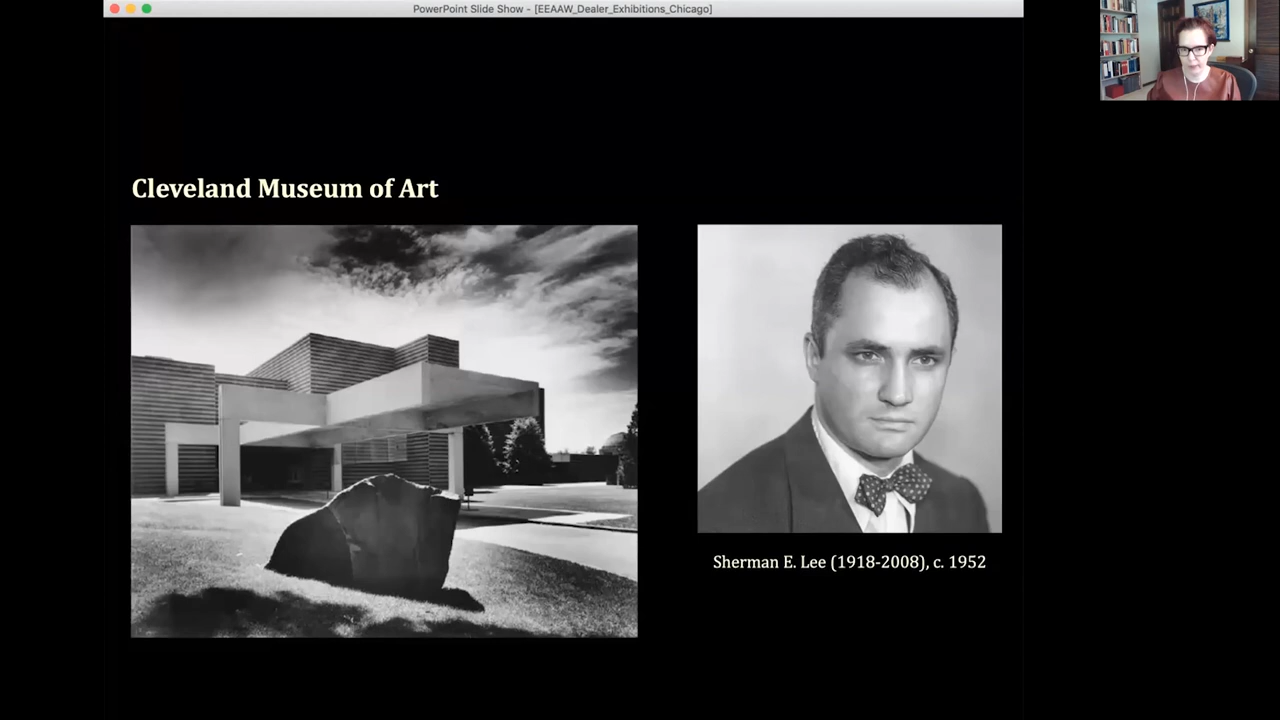 PowerPoint Slide Show - [EEAAW_Dealer_Exhibitions_Chicago]
Cleveland Museum of Art
Sherman E. Lee (1918-2008), c. 1952